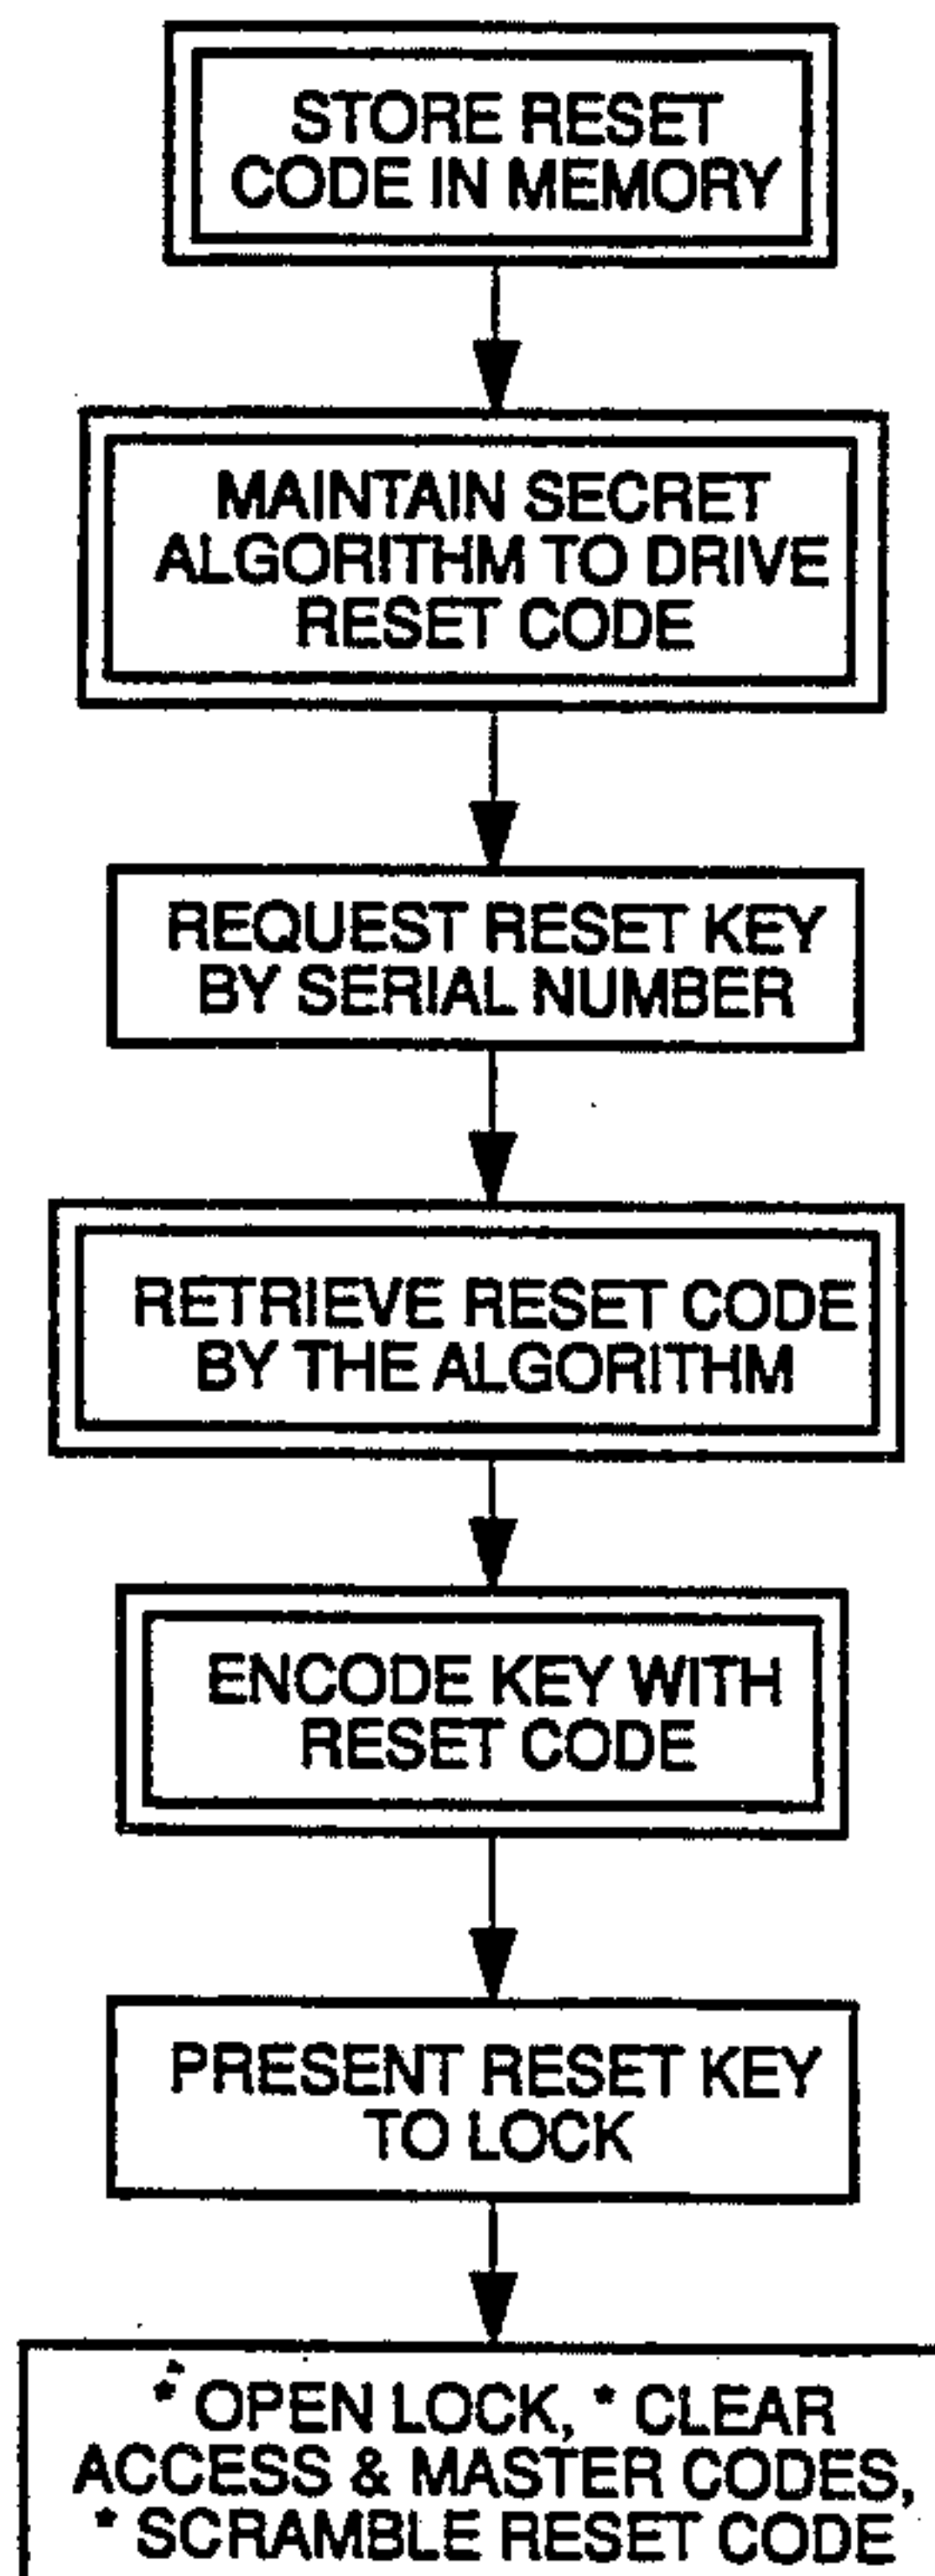 STORE RESET
CODE IN MEMORY
MAINTAIN SECRET
ALGORITHM TO DRIVE
RESET CODE
REQUEST RESET KEY
BY SERIAL NUMBER
RETRIEVE RESET CODE
BY THE ALGORITHM
ENCODE KEY WITH
RESET CODE
PRESENT RESET KEY
TO LOCK
* OPEN LOCK, * CLEAR
ACCESS & MASTER CODES,
* SCRAMBLE RESET CODE